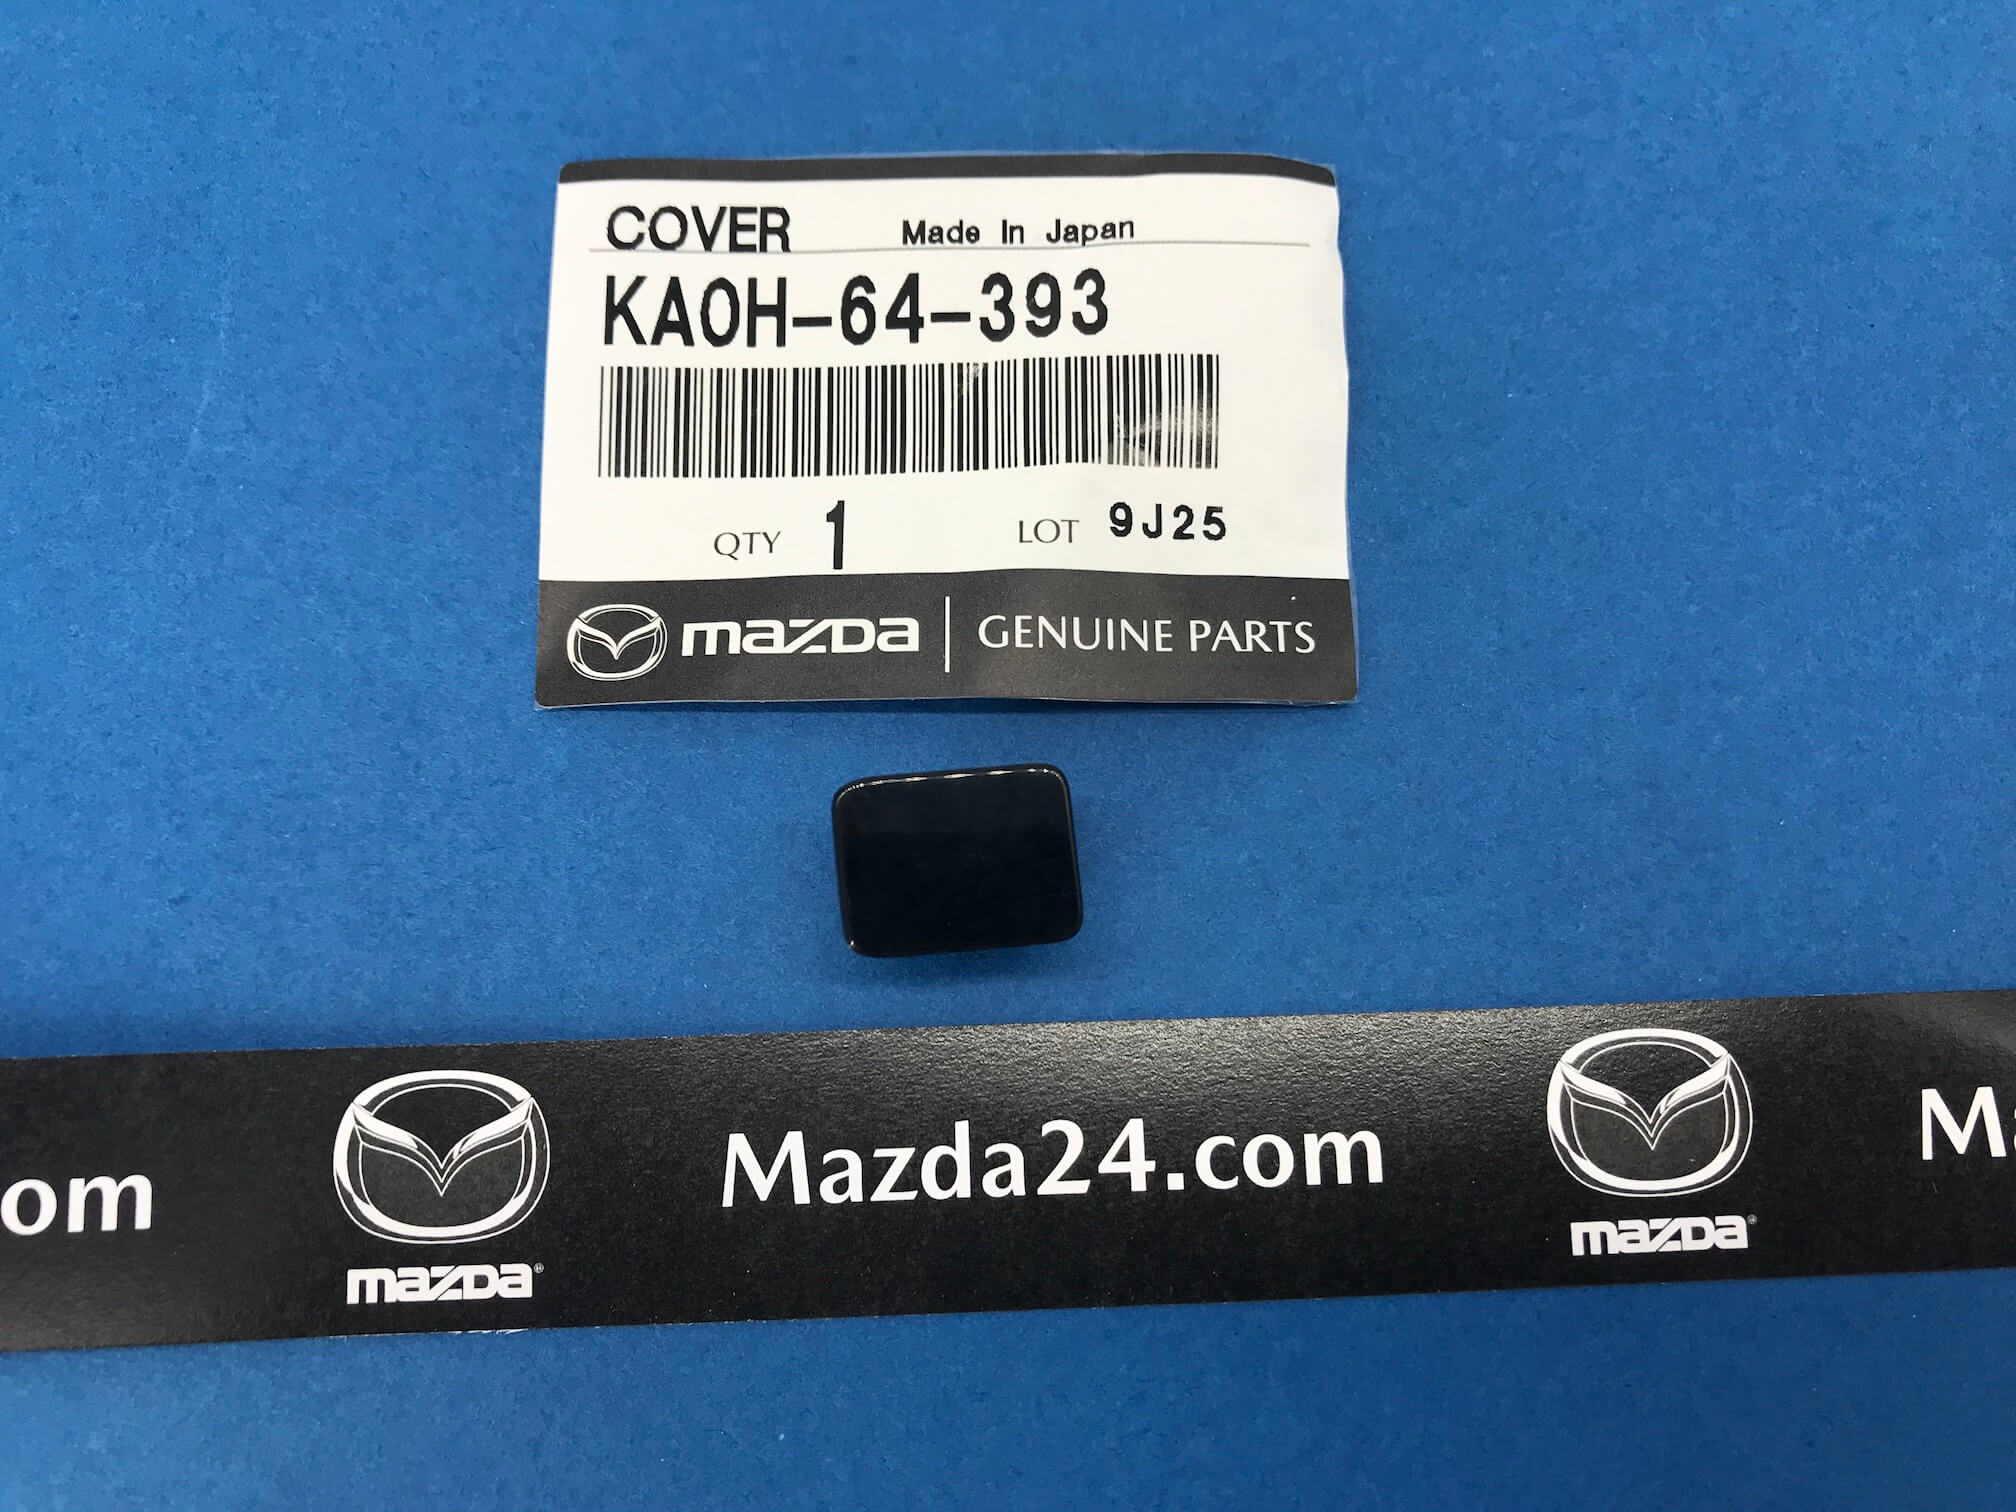 COVER Made In Japan
KA0H-64-393
QTY 1 LOT 9J25
mazda GENUINE PARTS
om Mazda24.com M
mazda mazda